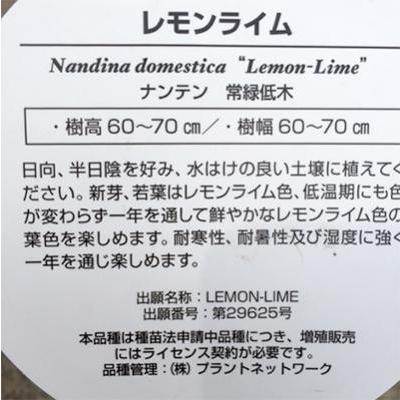 レモンライム
Nandina domestica "Lemon-Lime"
ナンテン 常緑低木
・樹高60〜70㎝/・樹幅60〜70㎝
日向、半日陰を好み、水はけの良い土壌に植えてく
ださい。新芽、若葉はレモンライム色、低温期にも色
が変わらず一年を通して鮮やかなレモンライム色の
葉色を楽しめます。耐寒性、耐暑性及び湿度に強く
一年を通じ楽しめます。
出願名称:LEMON-LIME
出願番号:第29625号
本品種は種苗法申請中品種につき、増殖販売
にはライセンス契約が必要です。
品種管理:(株)プラントネットワーク